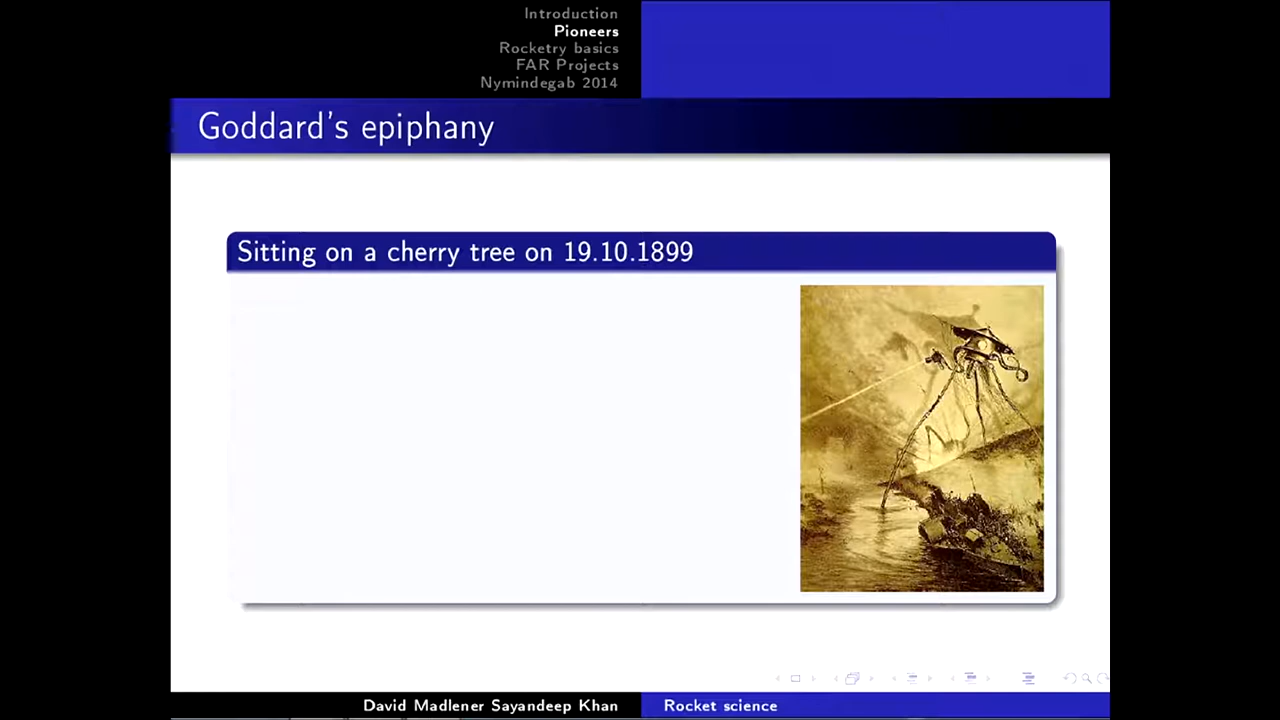 Introduction
Pioneers
Rocketry basics
FAR Projects
Nymindegab 2014
Goddard's epiphany
Sitting on a cherry tree on 19.10.1899
David Madlener Sayandeep Khan
Rocket science